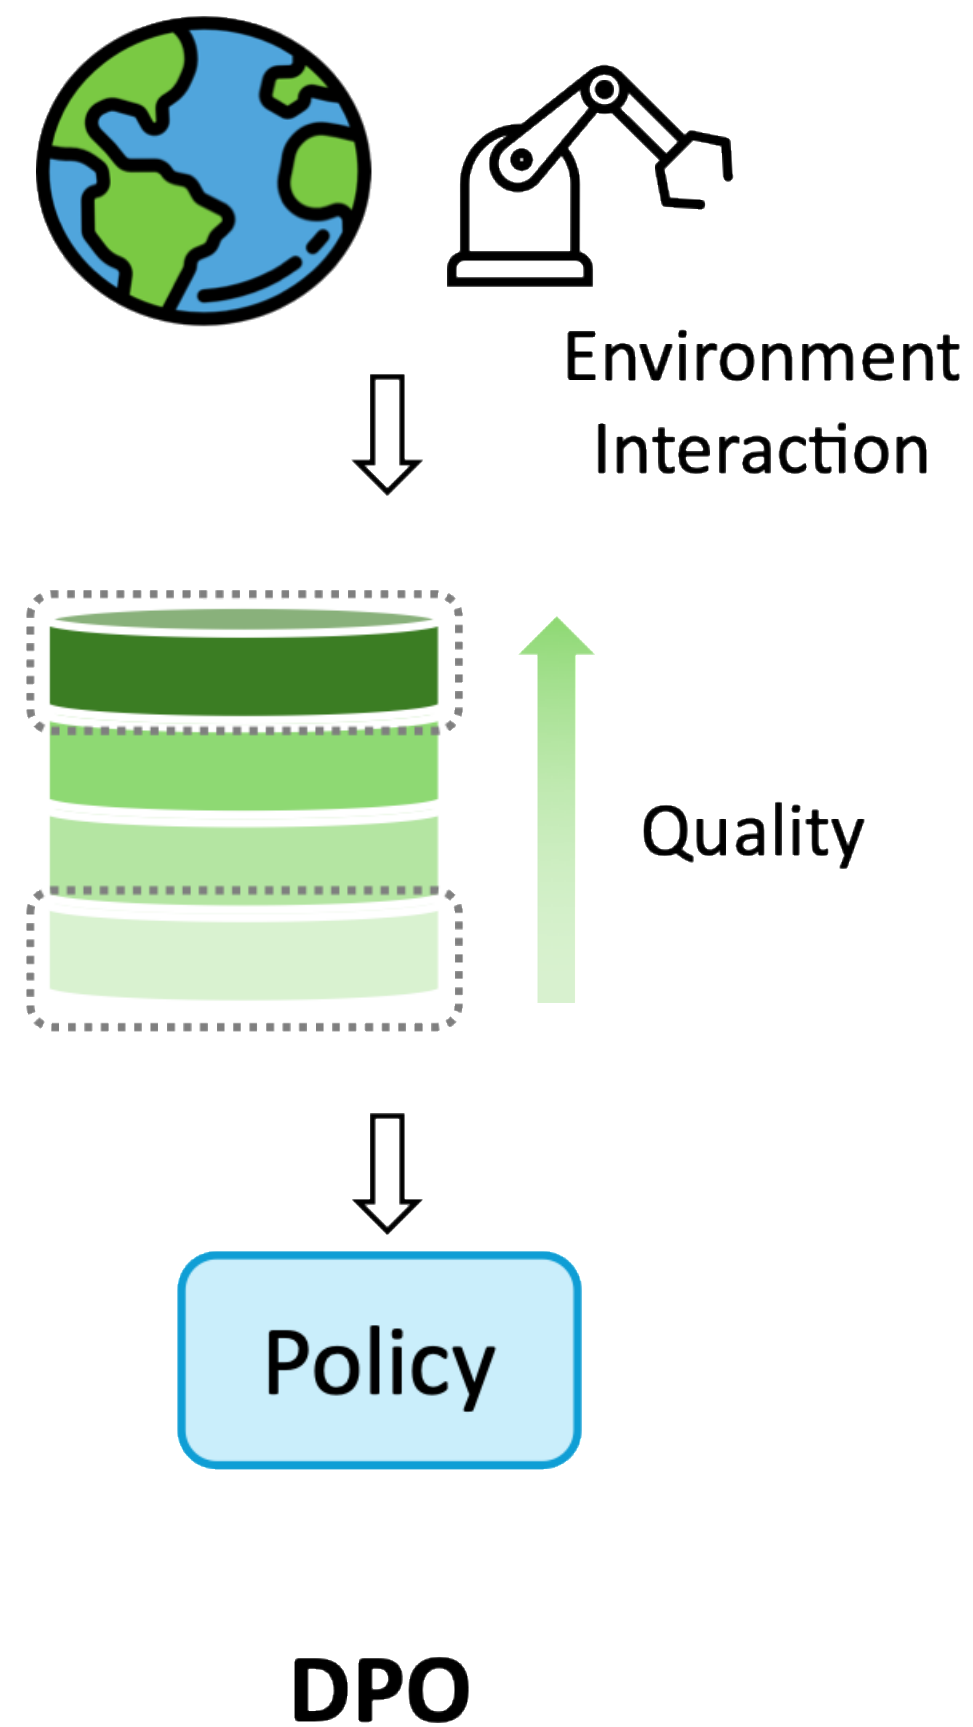 Environment
Interaction
Quality
Policy
DPO